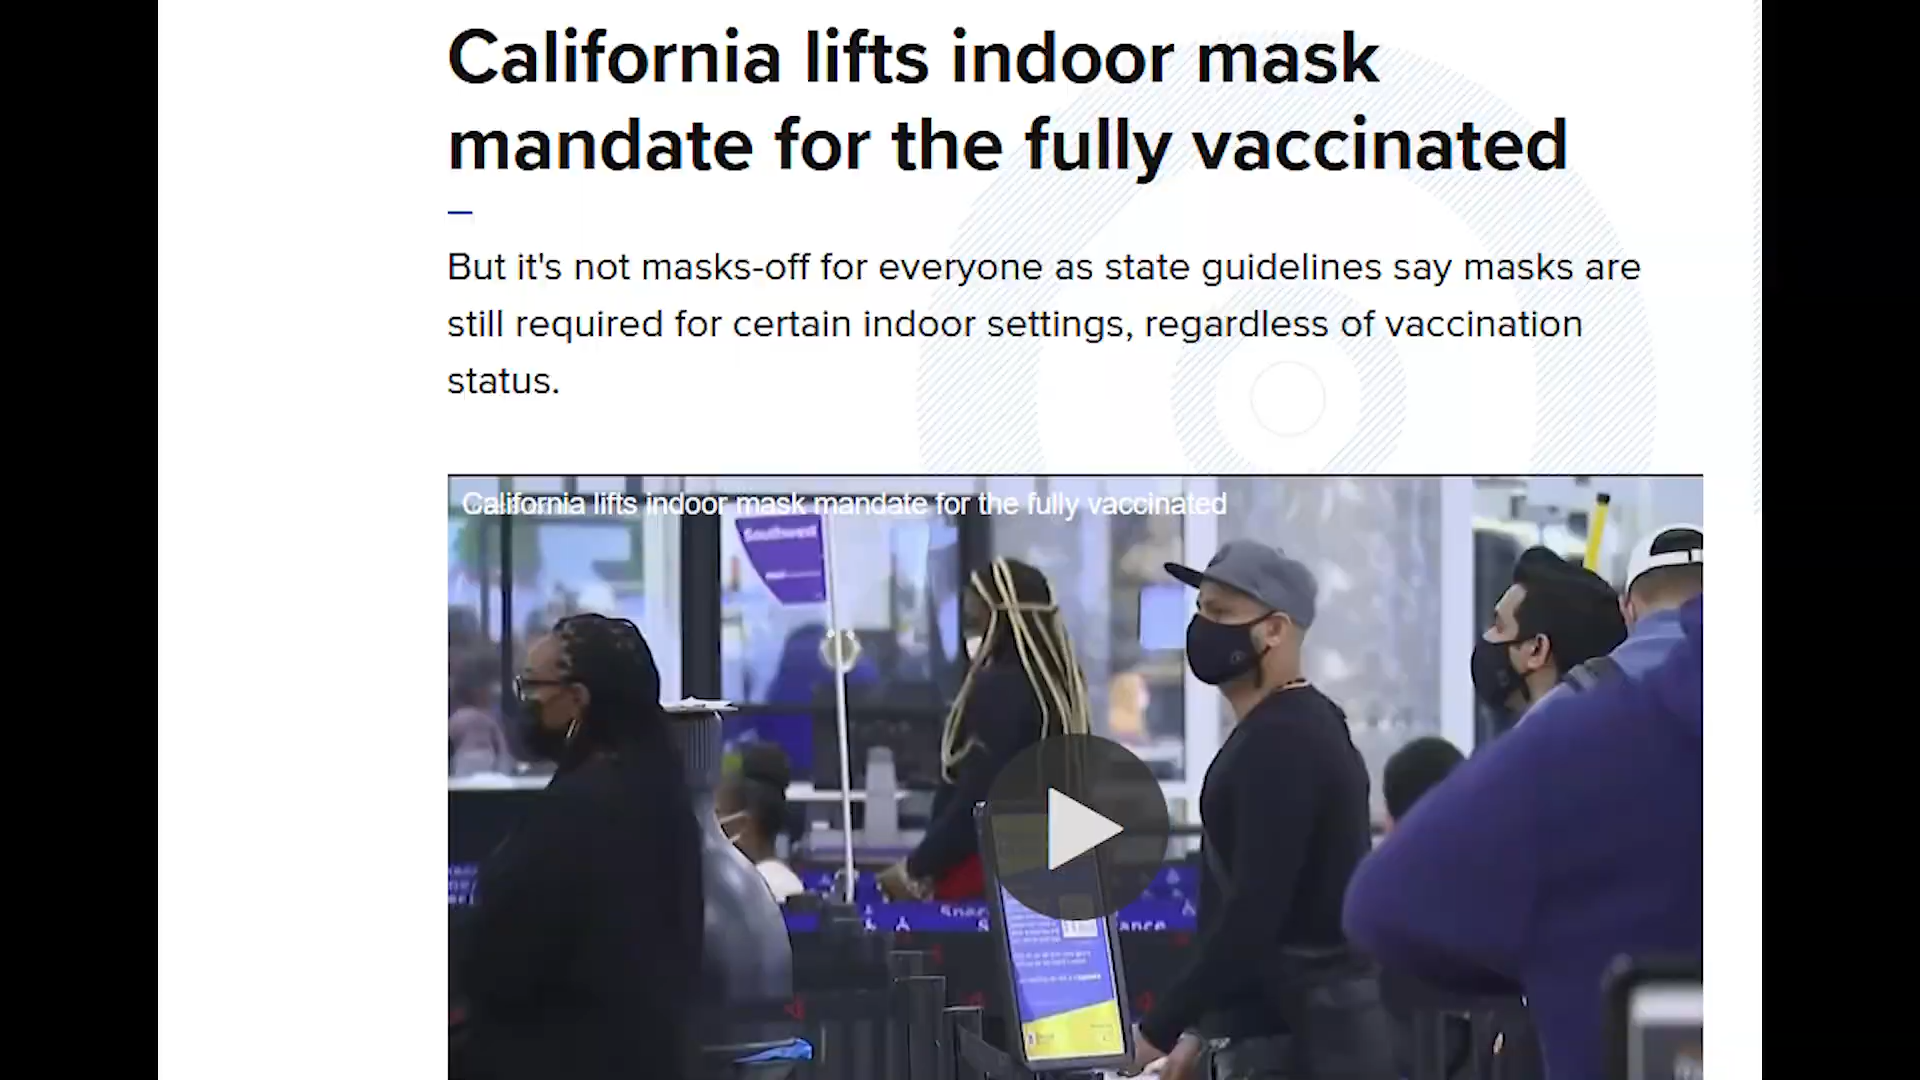 California lifts indoor mask
mandate for the fully vaccinated
But it's not masks-off for everyone as state guidelines say masks are
still required for certain indoor settings, regardless of vaccination
status.
California lifts indoor mask mandate for the fully vaccinated
Southwest